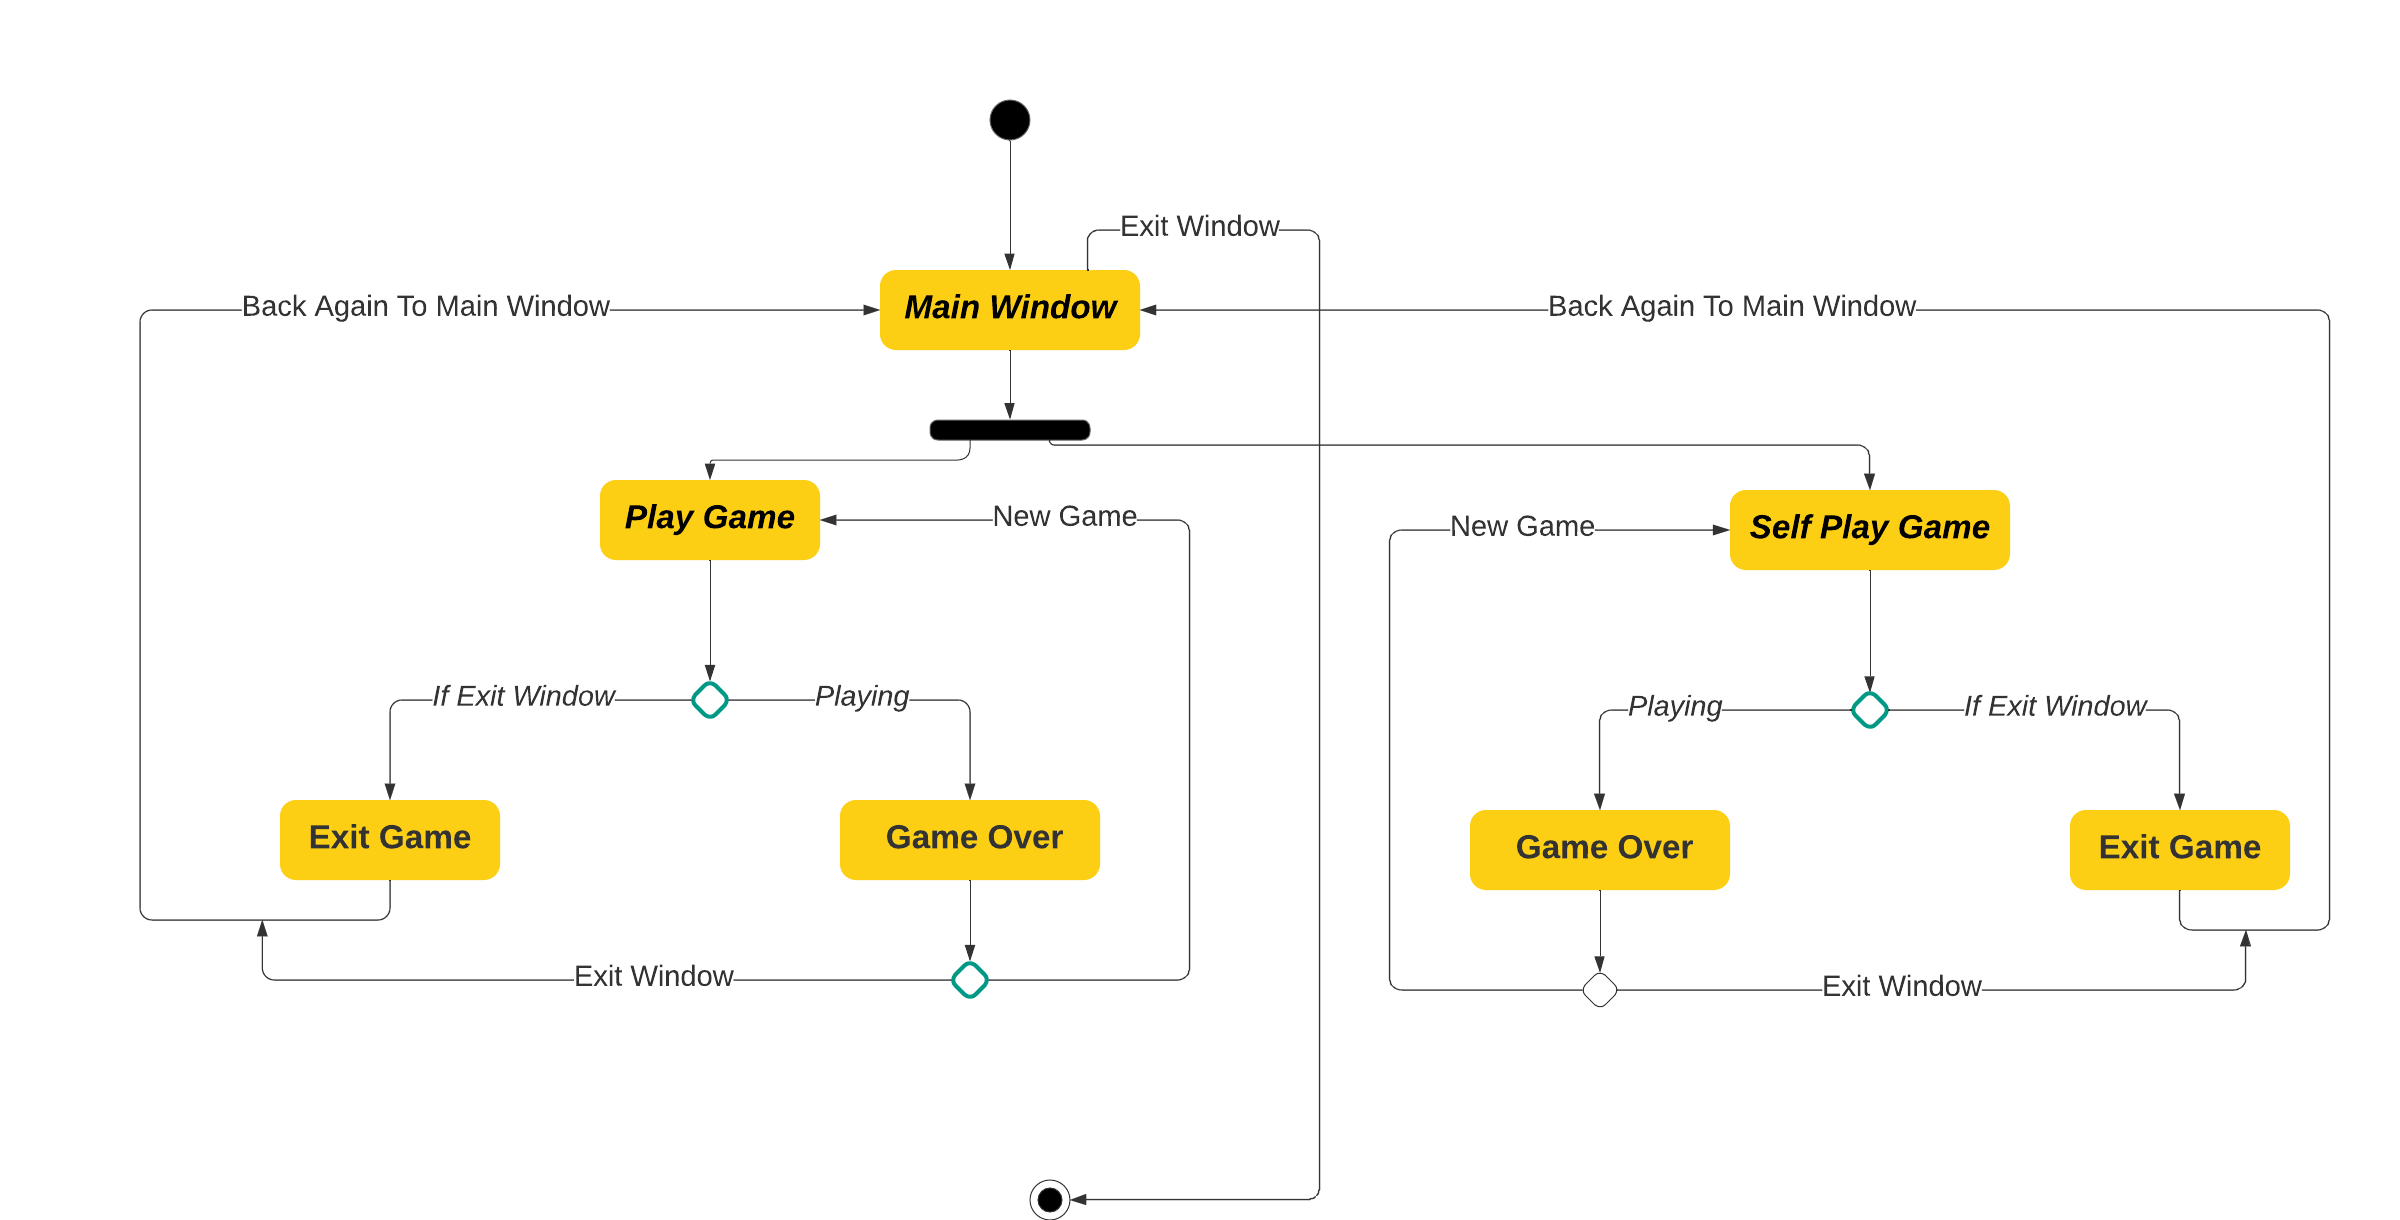 Exit Window
Back Again To Main Window
Main Window
Back Again To Main Window
Play Game
New Game
New Game
Self Play Game
If Exit Window
Playing
Playing
If Exit Window
Exit Game
Game Over
Game Over
Exit Game
Exit Window
Exit Window